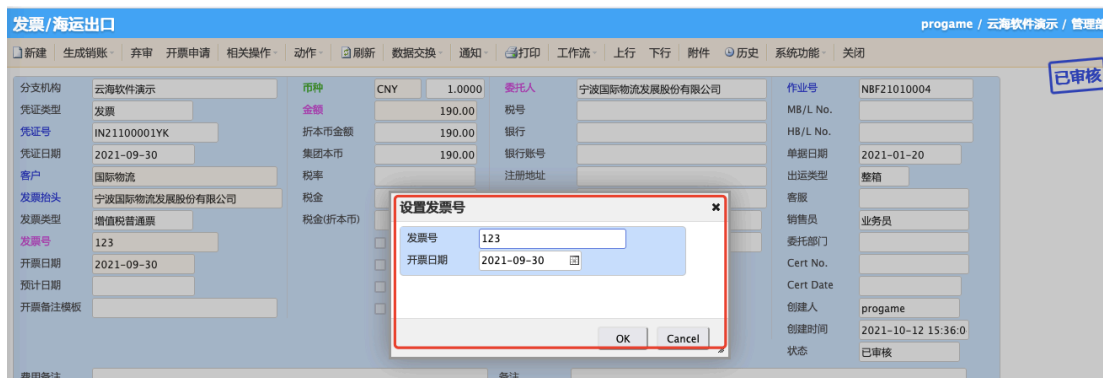 发票/海运出口
progame / 云海软件演示 / 管理部
新建 生成销账 弃审 开票申请 相关操作 动作 刷新 数据交换 通知 打印 工作流 上行 下行 附件 历史 系统功能 关闭
已审核
分支机构 云海软件演示 币种 CNY 1.0000 委托人 宁波国际物流发展股份有限公司 作业号 NBF21010004
凭证类型 发票 金额 190.00 税号 MB/L No.
凭证号 IN21100001YK 折本币金额 190.00 银行 HB/L No.
凭证日期 2021-09-30 集团本币 190.00 银行账号 单据日期 2021-01-20
客户 国际物流 税率 注册地址 出运类型 整箱
发票抬头 宁波国际物流发展股份有限公司 税金 客服
发票类型 增值税普通票 税金(折本币) 销售员 业务员
发票号 123 委托部门
开票日期 2021-09-30 Cert No.
预计日期 Cert Date
开票备注模板 创建人 progame
创建时间 2021-10-12 15:36:0
状态 已审核
费用备注 备注
设置发票号
发票号 123
开票日期 2021-09-30
OK Cancel